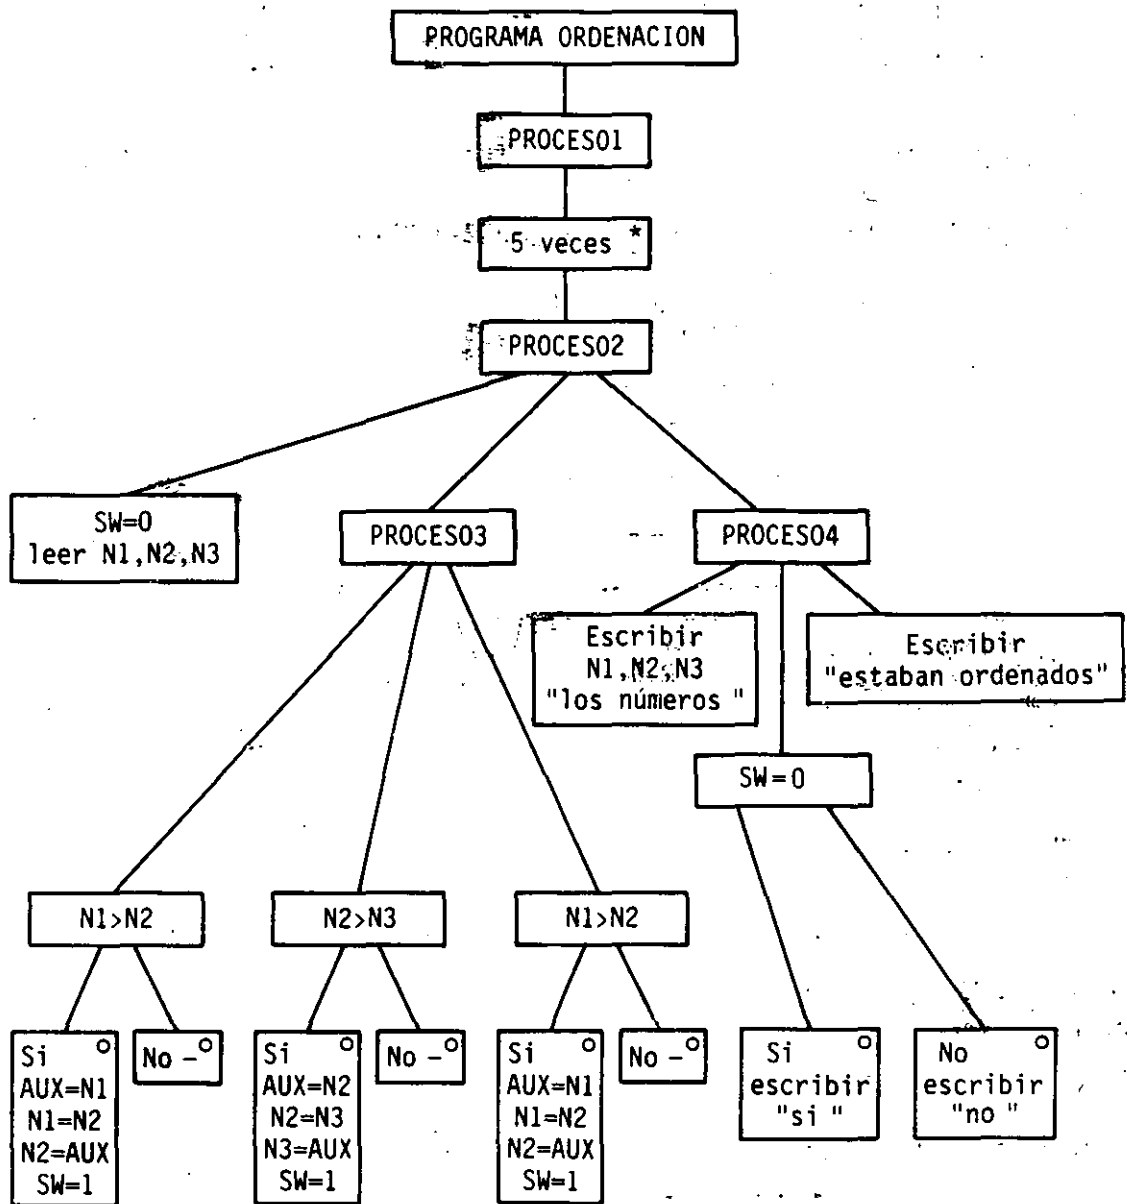 PROGRAMA ORDENACION
PROCESO1
5 veces *
PROCESO2
SW=0
leer N1,N2,N3
PROCESO3
PROCESO4
Escribir
N1,N2,N3
"los números "
Escribir
"estaban ordenados"
SW=0
N1>N2
N2>N3
N1>N2
Si
AUX=N1
N1=N2
N2=AUX
SW=1
No -
Si
AUX=N2
N2=N3
N3=AUX
SW=1
No -
Si
AUX=N1
N1=N2
N2=AUX
SW=1
No -
Si
escribir
"si "
No
escribir
"no "